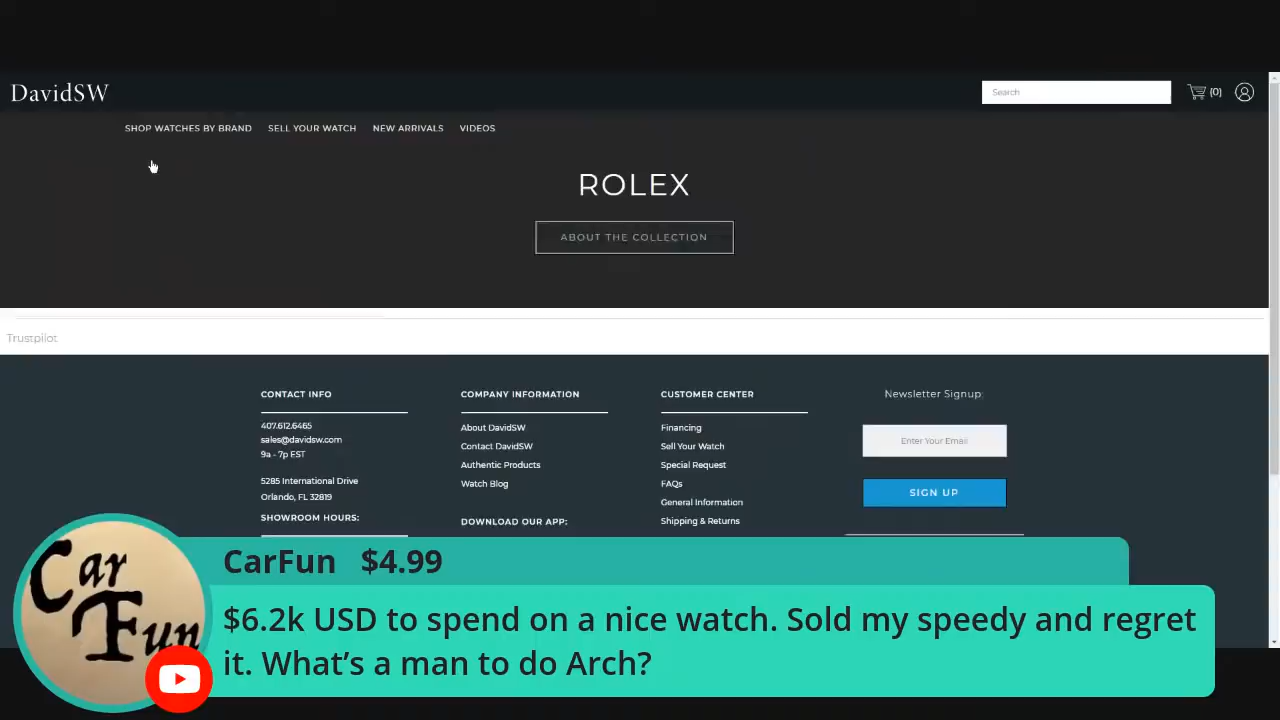 DavidSW
Search
(0)
SHOP WATCHES BY BRAND SELL YOUR WATCH NEW ARRIVALS VIDEOS
ROLEX
ABOUT THE COLLECTION
Trustpilot
CONTACT INFO
407.612.6465
sales@davidsw.com
9a - 7p EST
5285 International Drive
Orlando, FL 32819
SHOWROOM HOURS:
COMPANY INFORMATION
About DavidSW
Contact DavidSW
Authentic Products
Watch Blog
DOWNLOAD OUR APP:
CUSTOMER CENTER
Financing
Sell Your Watch
Special Request
FAQs
General Information
Shipping & Returns
Newsletter Signup:
Enter Your Email
SIGN UP
Car
Fun
CarFun $4.99
$6.2k USD to spend on a nice watch. Sold my speedy and regret
it. What's a man to do Arch?